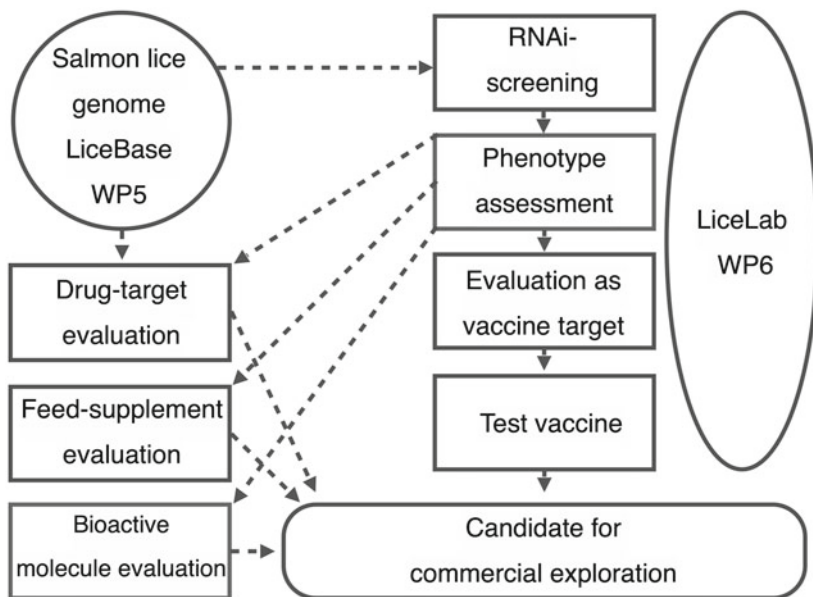 Salmon lice
genome
LiceBase
WP5
RNAi-
screening
Phenotype
assessment
LiceLab
WP6
Drug-target
evaluation
Evaluation as
vaccine target
Feed-supplement
evaluation
Test vaccine
Bioactive
molecule evaluation
Candidate for
commercial exploration